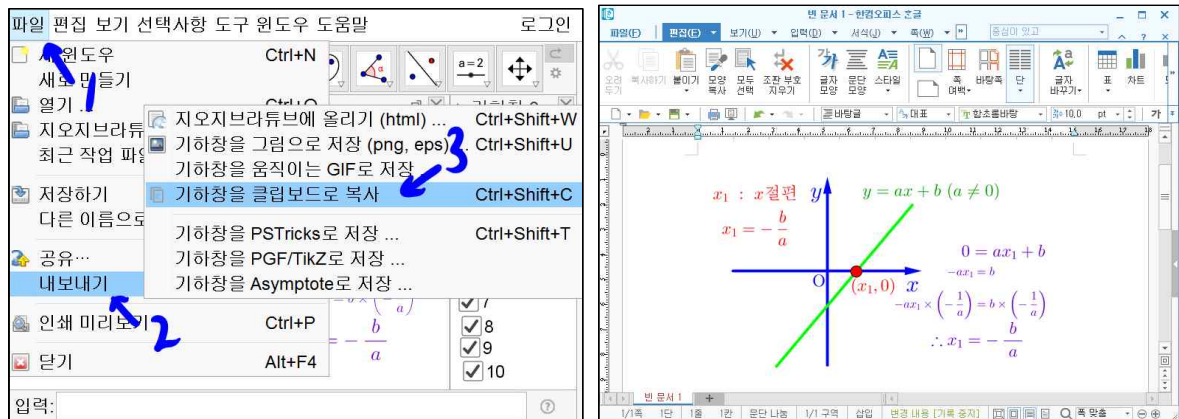 파일 편집 보기 선택사항 도구 윈도우 도움말 로그인
새 윈도우 Ctrl+N
새로 만들기
열기 ... Ctrl+O
지오지브라튜
최근 작업 파일
저장하기
다른 이름으로
공유…
내보내기
인쇄 미리보기 Ctrl+P
닫기 Alt+F4
지오지브라튜브에 올리기 (html) ... Ctrl+Shift+W
기하창을 그림으로 저장 (png, eps) ... Ctrl+Shift+U
기하창을 움직이는 GIF로 저장 ...
기하창을 클립보드로 복사 Ctrl+Shift+C
기하창을 PSTricks로 저장 ... Ctrl+Shift+T
기하창을 PGF/TikZ로 저장 ...
기하창을 Asymptote로 저장 ...
a=2
1
2
3
= - b/a
7
8
9
10
입력:
빈 문서 1 - 한컴오피스 흔글
파일(F) 편집(E) 보기(U) 입력(D) 서식(J) 쪽(W)
오려 두기 복사하기 붙이기 모양 복사 모두 선택 조판 부호 지우기 글자 모양 문단 모양 스타일 쪽 여백 바탕쪽 단 글자 바꾸기 표 차트
바탕글 대표 함초롬바탕 10.0 pt 가
x₁ : x절편 y y = ax + b (a ≠ 0)
x₁ = - b/a
0 = ax₁ + b
-ax₁ = b
O (x₁, 0) x
-ax₁ × (-1/a) = b × (-1/a)
∴ x₁ = - b/a
빈 문서 1
1/1쪽 1단 1줄 1칸 문단 나눔 1/1 구역 삽입 변경 내용 [기록 중지] 폭 맞춤